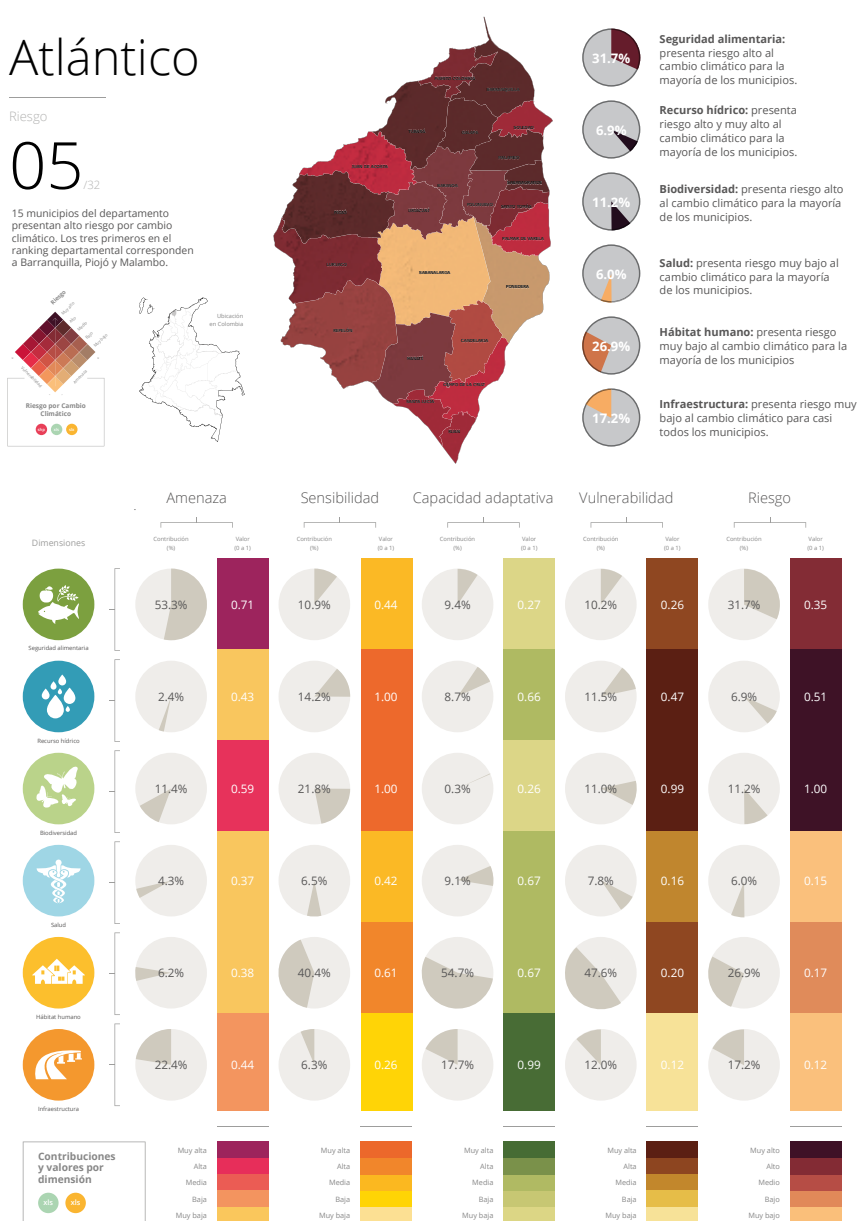 Atlántico
Riesgo
05
/32
15 municipios del departamento
presentan alto riesgo por cambio
climático. Los tres primeros en el
ranking departamental corresponden
a Barranquilla, Piojó y Malambo.
Riesgo
Riesgo por Cambio
Climático
xls
xls
Ubicación
en Colombia
SABANALARGA
PONEDERA
CANDELARIA
PALMAR DE VARELA
31.7%
Seguridad alimentaria:
presenta riesgo alto al
cambio climático para la
mayoría de los municipios.
6.9%
Recurso hídrico: presenta
riesgo alto y muy alto al
cambio climático para la
mayoría de los municipios.
11.2%
Biodiversidad: presenta riesgo alto
al cambio climático para la mayoría
de los municipios.
6.0%
Salud: presenta riesgo muy bajo al
cambio climático para la mayoría
de los municipios.
26.9%
Hábitat humano: presenta riesgo
muy bajo al cambio climático para la
mayoría de los municipios
17.2%
Infraestructura: presenta riesgo muy
bajo al cambio climático para casi
todos los municipios.
Amenaza Sensibilidad Capacidad adaptativa Vulnerabilidad Riesgo
Dimensiones
Contribución (%) Valor (0 a 1) Contribución (%) Valor (0 a 1) Contribución (%) Valor (0 a 1) Contribución (%) Valor (0 a 1) Contribución (%) Valor (0 a 1)
53.3% 0.71 10.9% 0.44 9.4% 0.27 10.2% 0.26 31.7% 0.35
Seguridad alimentaria
2.4% 0.43 14.2% 1.00 8.7% 0.66 11.5% 0.47 6.9% 0.51
Recurso hídrico
11.4% 0.59 21.8% 1.00 0.3% 0.26 11.0% 0.99 11.2% 1.00
Biodiversidad
4.3% 0.37 6.5% 0.42 9.1% 0.67 7.8% 0.16 6.0% 0.15
Salud
6.2% 0.38 40.4% 0.61 54.7% 0.67 47.6% 0.20 26.9% 0.17
Hábitat humano
22.4% 0.44 6.3% 0.26 17.7% 0.99 12.0% 0.12 17.2% 0.12
Infraestructura
Contribuciones
y valores por
dimensión
xls xls
Muy alta Muy alta Muy alta Muy alta Muy alto
Alta Alta Alta Alta Alto
Media Media Media Media Medio
Baja Baja Baja Baja Bajo
Muy baja Muy baja Muy baja Muy baja Muy bajo